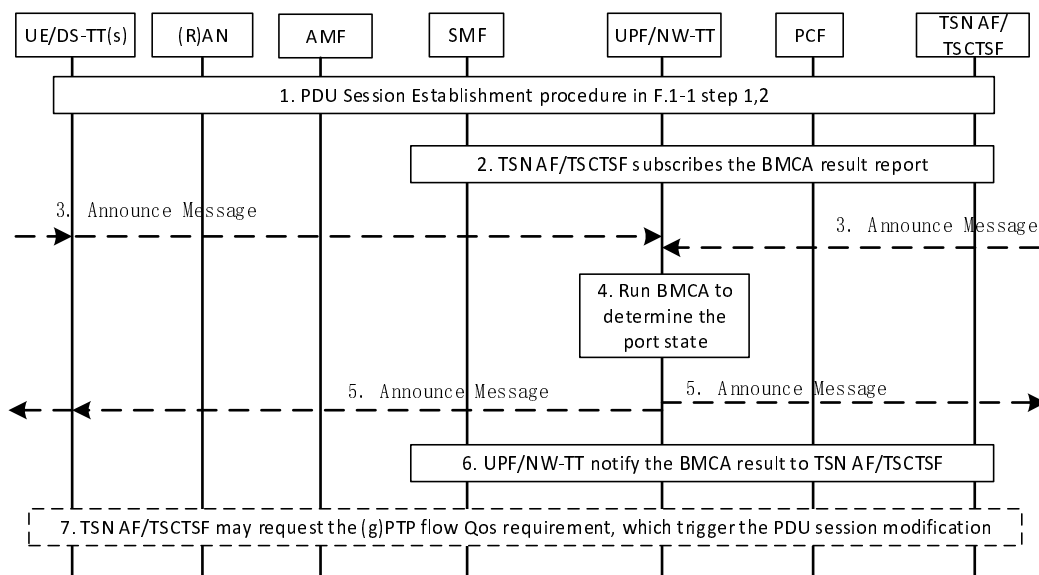 UE/DS-TT(s)
(R)AN
AMF
SMF
UPF/NW-TT
PCF
TSN AF/
TSCTSF
1. PDU Session Establishment procedure in F.1-1 step 1,2
2. TSN AF/TSCTSF subscribes the BMCA result report
3. Announce Message
3. Announce Message
4. Run BMCA to
determine the
port state
5. Announce Message
5. Announce Message
6. UPF/NW-TT notify the BMCA result to TSN AF/TSCTSF
7. TSN AF/TSCTSF may request the (g)PTP flow Qos requirement, which trigger the PDU session modification